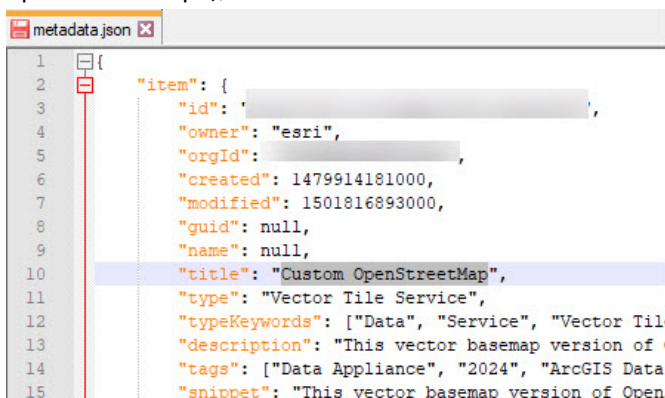 metadata.json
1 {
2 "item": {
3 "id": " ",
4 "owner": "esri",
5 "orgId": ,
6 "created": 1479914181000,
7 "modified": 1501816893000,
8 "guid": null,
9 "name": null,
10 "title": "Custom OpenStreetMap",
11 "type": "Vector Tile Service",
12 "typeKeywords": ["Data", "Service", "Vector Til
13 "description": "This vector basemap version of
14 "tags": ["Data Appliance", "2024", "ArcGIS Data
15 "snippet": "This vector basemap version of Open